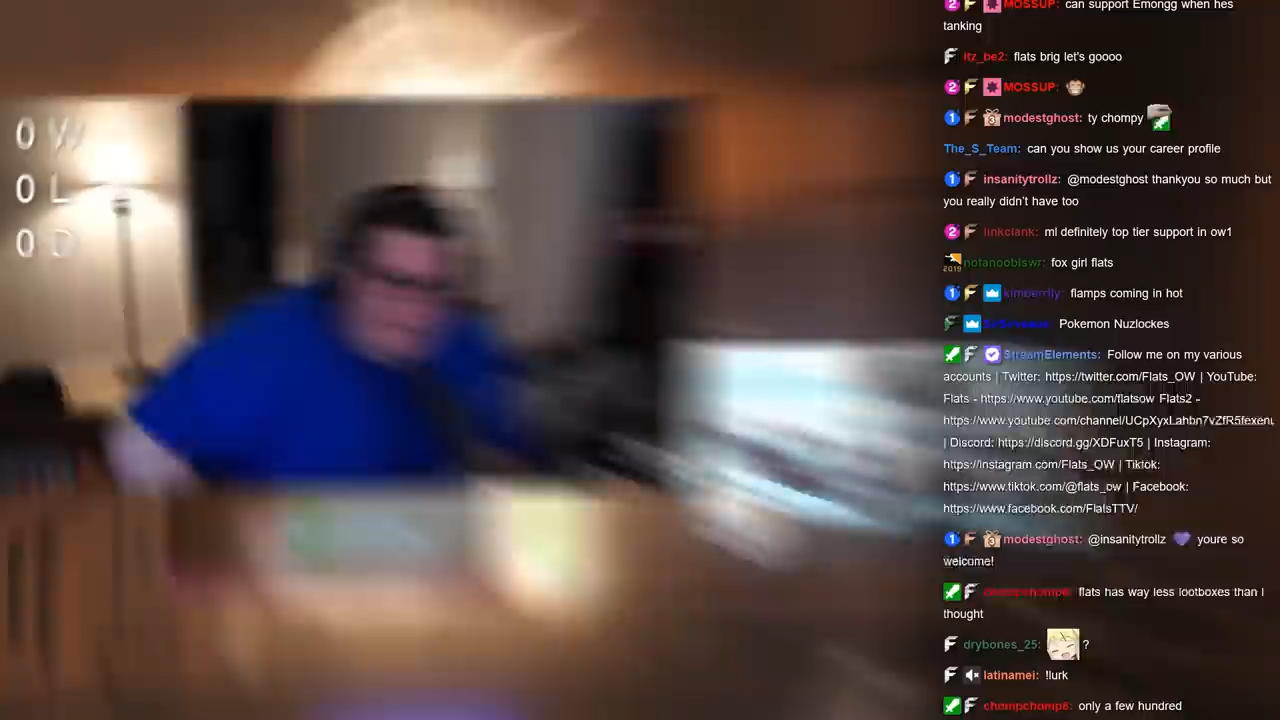 0 W
0 L
0 D
MOSSUP: can support Emongg when hes
tanking
itz_be2: flats brig let's goooo
MOSSUP:
modestghost: ty chompy
The_S_Team: can you show us your career profile
insanitytrollz: @modestghost thankyou so much but
you really didn't have too
linkclank: ml definitely top tier support in ow1
2019 notanooblswr: fox girl flats
kimberrlly: flamps coming in hot
Pokemon Nuzlockes
StreamElements: Follow me on my various
accounts | Twitter: https://twitter.com/Flats_OW | YouTube:
Flats - https://www.youtube.com/flatsow Flats2 -
| Discord: https://discord.gg/XDFuxT5 | Instagram:
https://instagram.com/Flats_OW | Tiktok:
https://www.tiktok.com/@flats_ow | Facebook:
https://www.facebook.com/FlatsTTV/
modestghost: @insanitytrollz youre so
welcome!
chompchomp6: flats has way less lootboxes than I
thought
drybones_25: ?
latinamei: !lurk
chompchomp6: only a few hundred